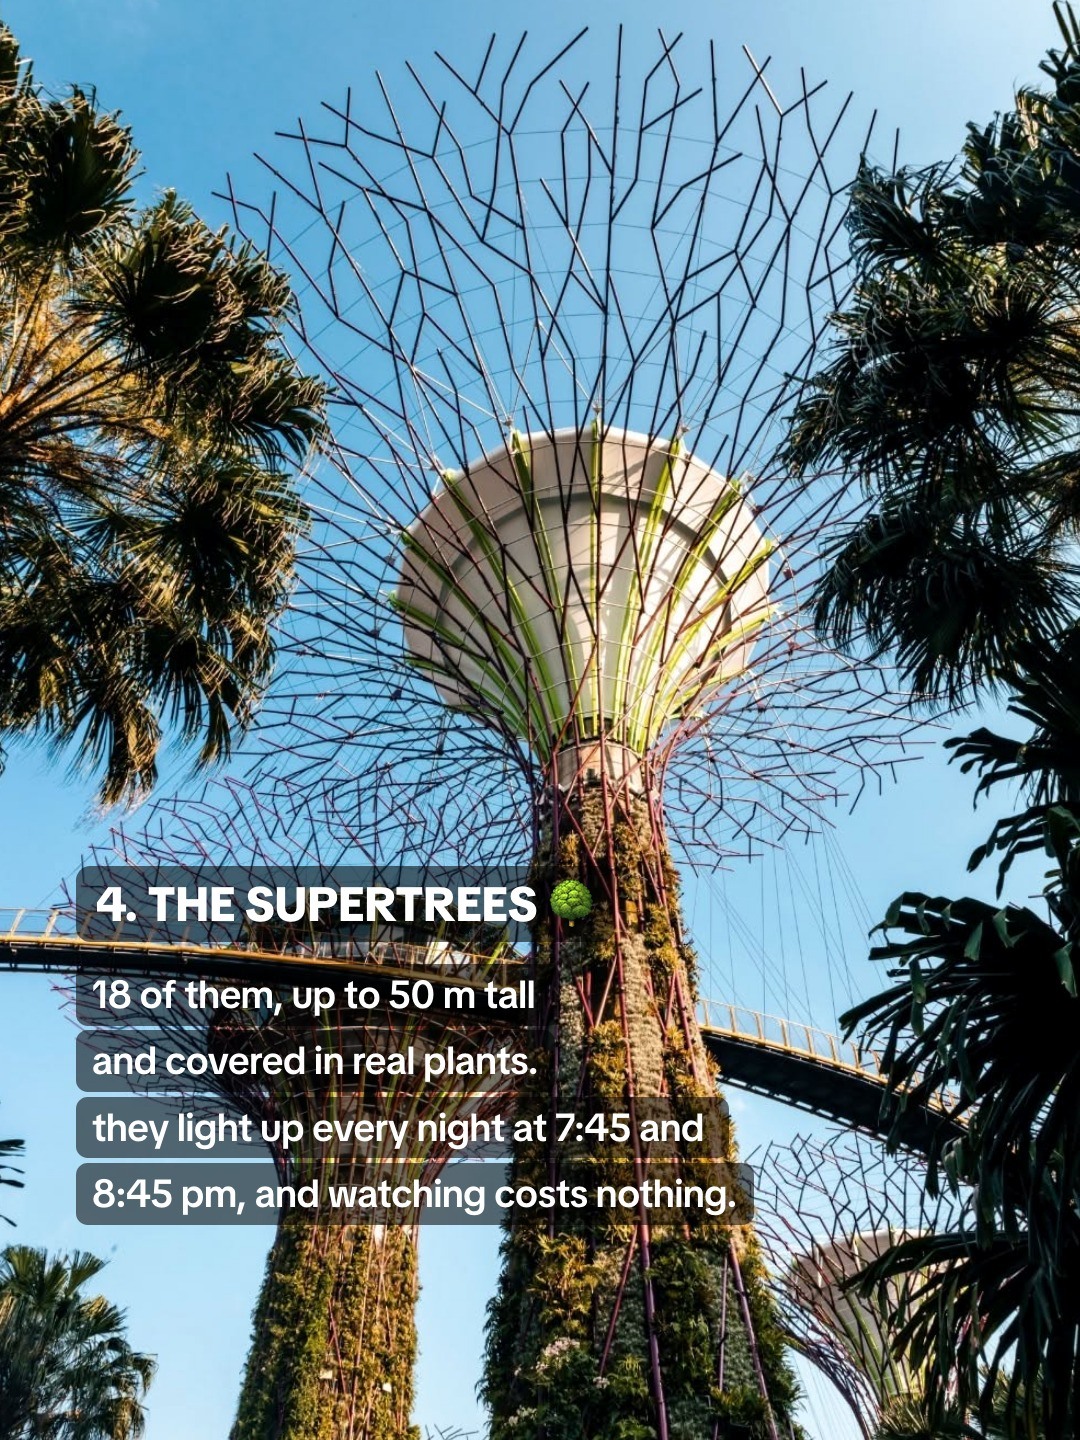 4. THE SUPERTREES 🌳
18 of them, up to 50 m tall
and covered in real plants.
they light up every night at 7:45 and
8:45 pm, and watching costs nothing.